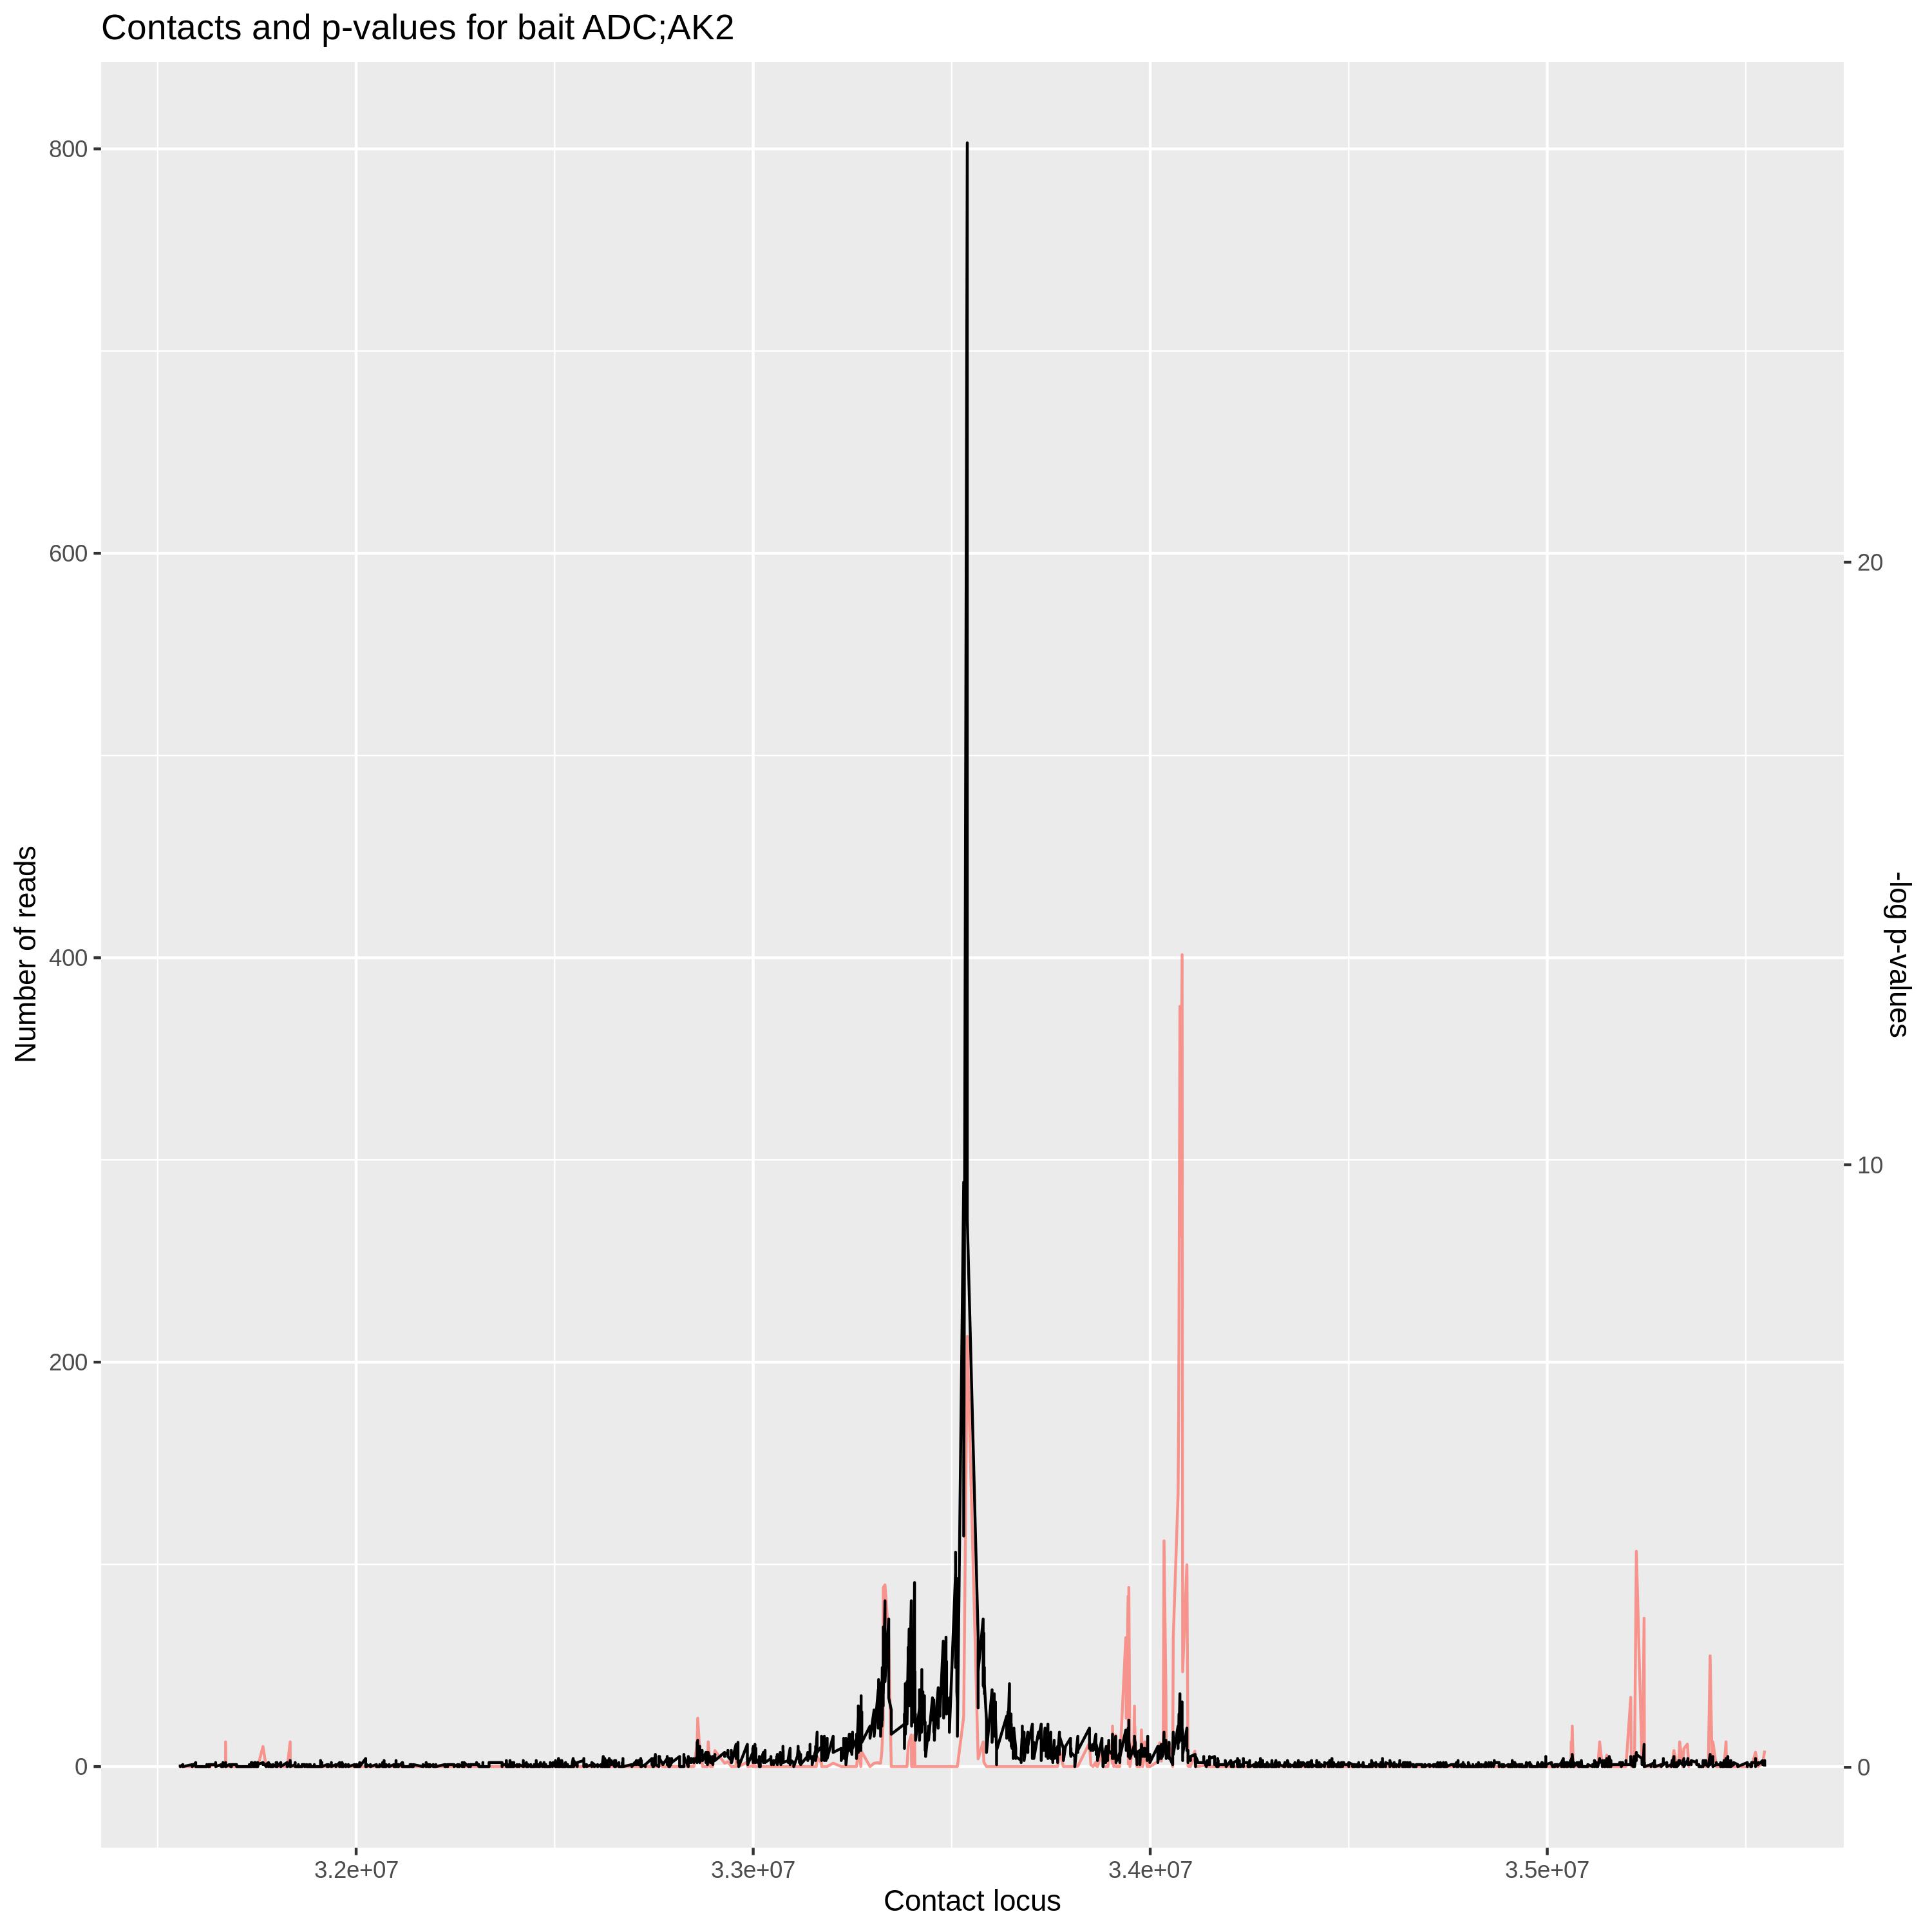 Contacts and p-values for bait ADC;AK2
800
600
400
200
0
Number of reads
20
10
0
-log p-values
3.2e+07
3.3e+07
3.4e+07
3.5e+07
Contact locus